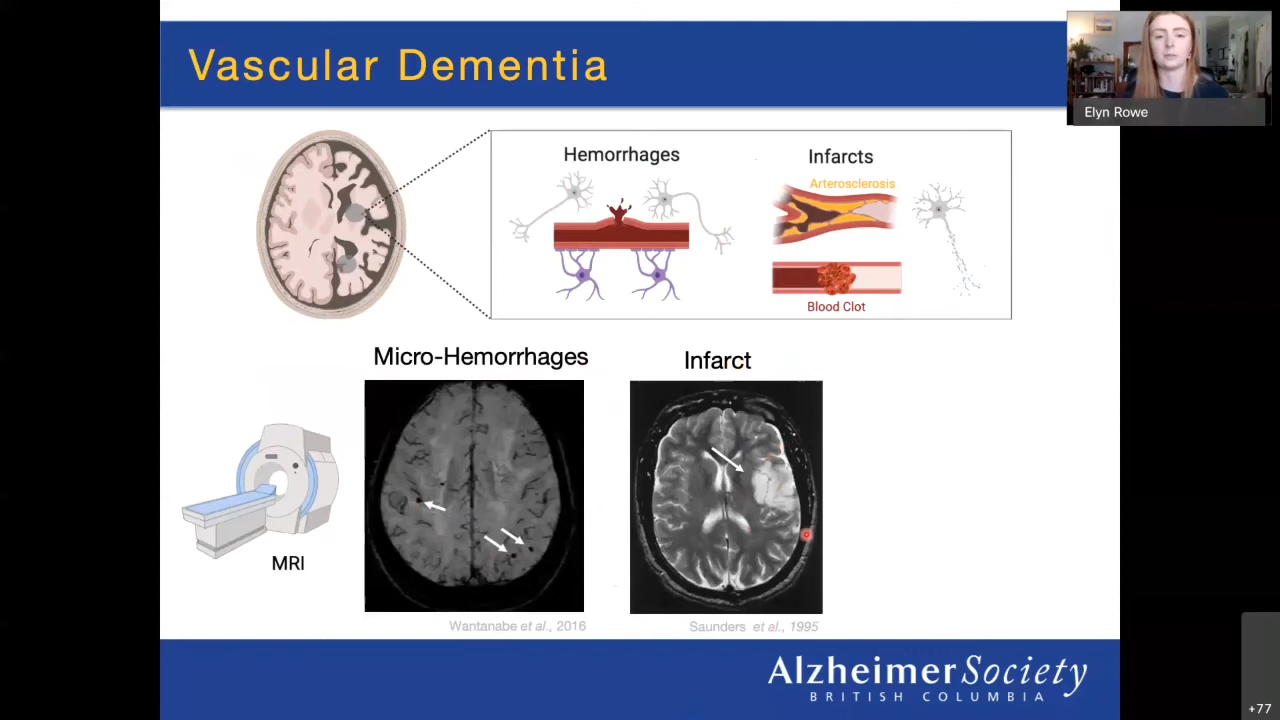 Vascular Dementia
Elyn Rowe
Hemorrhages
Infarcts
Arterosclerosis
Blood Clot
Micro-Hemorrhages
Infarct
MRI
Wantanabe et al., 2016
Saunders et al., 1995
Alzheimer Society
BRITISH COLUMBIA
+77